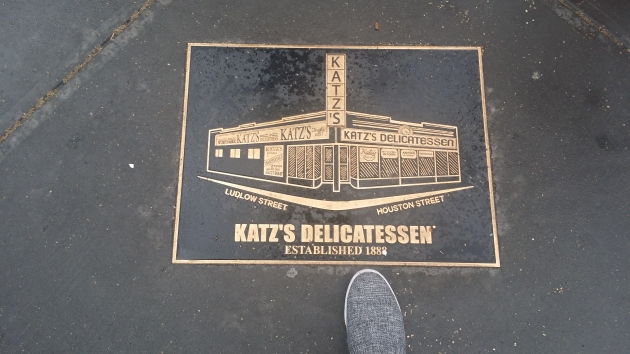 KATZ'S
KATZ'S
KATZ'S
KATZ'S DELICATESSEN
LUDLOW STREET
HOUSTON STREET
KATZ'S DELICATESSEN
ESTABLISHED 1888